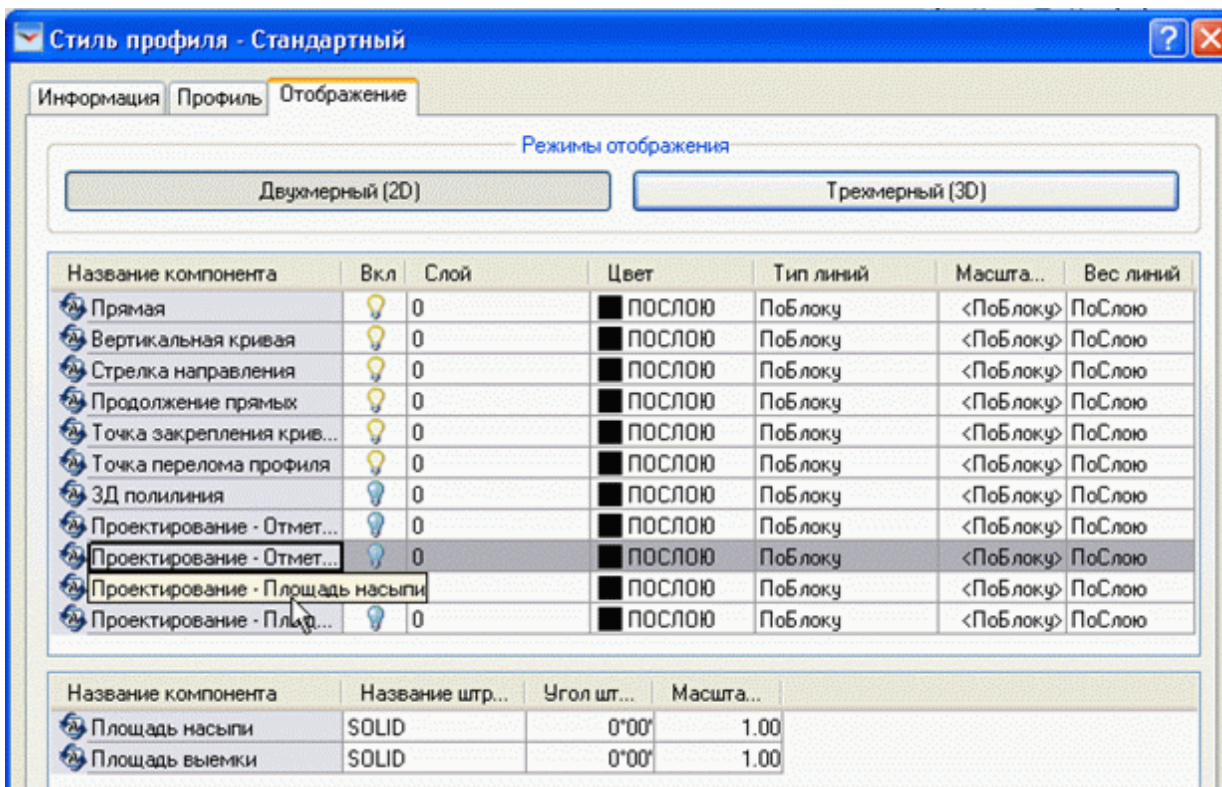 Стиль профиля - Стандартный
Информация Профиль Отображение
Режимы отображения
Двухмерный (2D) Трехмерный (3D)
Название компонента Вкл Слой Цвет Тип линий Масшта... Вес линий
Прямая 0 ПОСЛОЮ ПоБлоку <ПоБлоку> ПоСлою
Вертикальная кривая 0 ПОСЛОЮ ПоБлоку <ПоБлоку> ПоСлою
Стрелка направления 0 ПОСЛОЮ ПоБлоку <ПоБлоку> ПоСлою
Продолжение прямых 0 ПОСЛОЮ ПоБлоку <ПоБлоку> ПоСлою
Точка закрепления крив... 0 ПОСЛОЮ ПоБлоку <ПоБлоку> ПоСлою
Точка перелома профиля 0 ПОСЛОЮ ПоБлоку <ПоБлоку> ПоСлою
3Д полилиния 0 ПОСЛОЮ ПоБлоку <ПоБлоку> ПоСлою
Проектирование - Отмет... 0 ПОСЛОЮ ПоБлоку <ПоБлоку> ПоСлою
Проектирование - Отмет... 0 ПОСЛОЮ ПоБлоку <ПоБлоку> ПоСлою
Проектирование - Площадь насыпи ПОСЛОЮ ПоБлоку <ПоБлоку> ПоСлою
Проектирование - Площ... 0 ПОСЛОЮ ПоБлоку <ПоБлоку> ПоСлою
Название компонента Название штр... Угол шт... Масшта...
Площадь насыпи SOLID 0°00' 1.00
Площадь выемки SOLID 0°00' 1.00